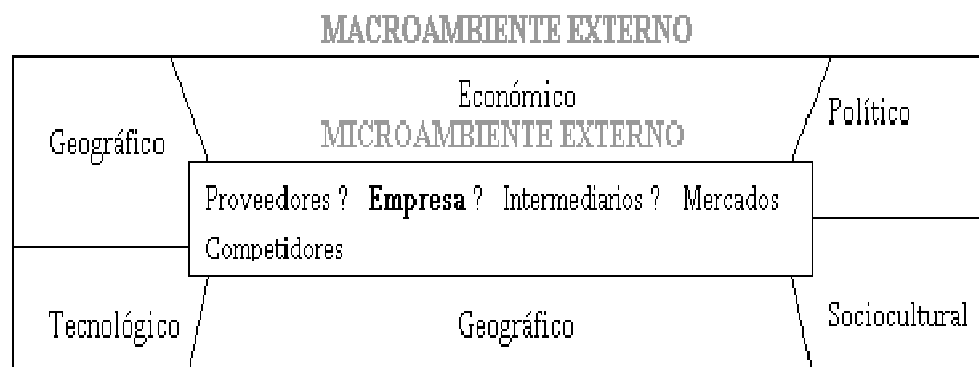 MACROAMBIENTE EXTERNO
Económico
Político
Geográfico
MICROAMBIENTE EXTERNO
Proveedores ? Empresa ? Intermediarios ? Mercados
Competidores
Tecnológico
Geográfico
Sociocultural